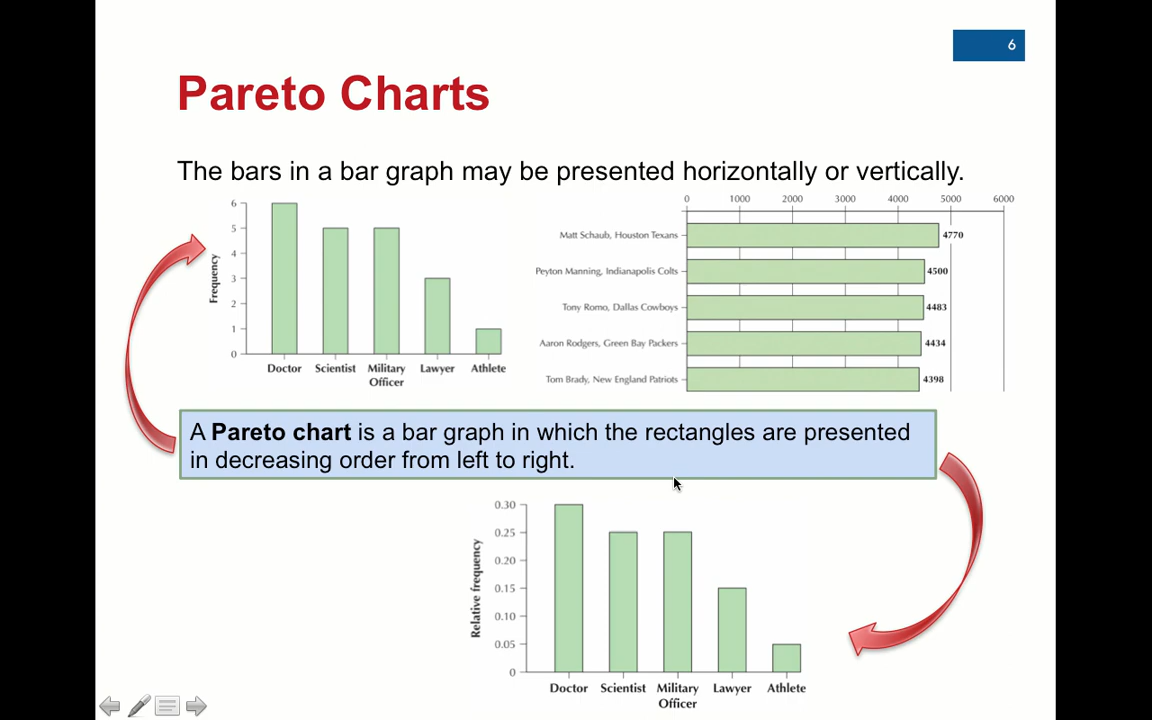 6
Pareto Charts
The bars in a bar graph may be presented horizontally or vertically.
6
5
4
3
2
1
0
Frequency
Doctor Scientist Military Lawyer Athlete
Officer
0 1000 2000 3000 4000 5000 6000
Matt Schaub, Houston Texans 4770
Peyton Manning, Indianapolis Colts 4500
Tony Romo, Dallas Cowboys 4483
Aaron Rodgers, Green Bay Packers 4434
Tom Brady, New England Patriots 4398
A Pareto chart is a bar graph in which the rectangles are presented
in decreasing order from left to right.
0.30
0.25
0.20
0.15
0.10
0.05
0
Relative frequency
Doctor Scientist Military Lawyer Athlete
Officer